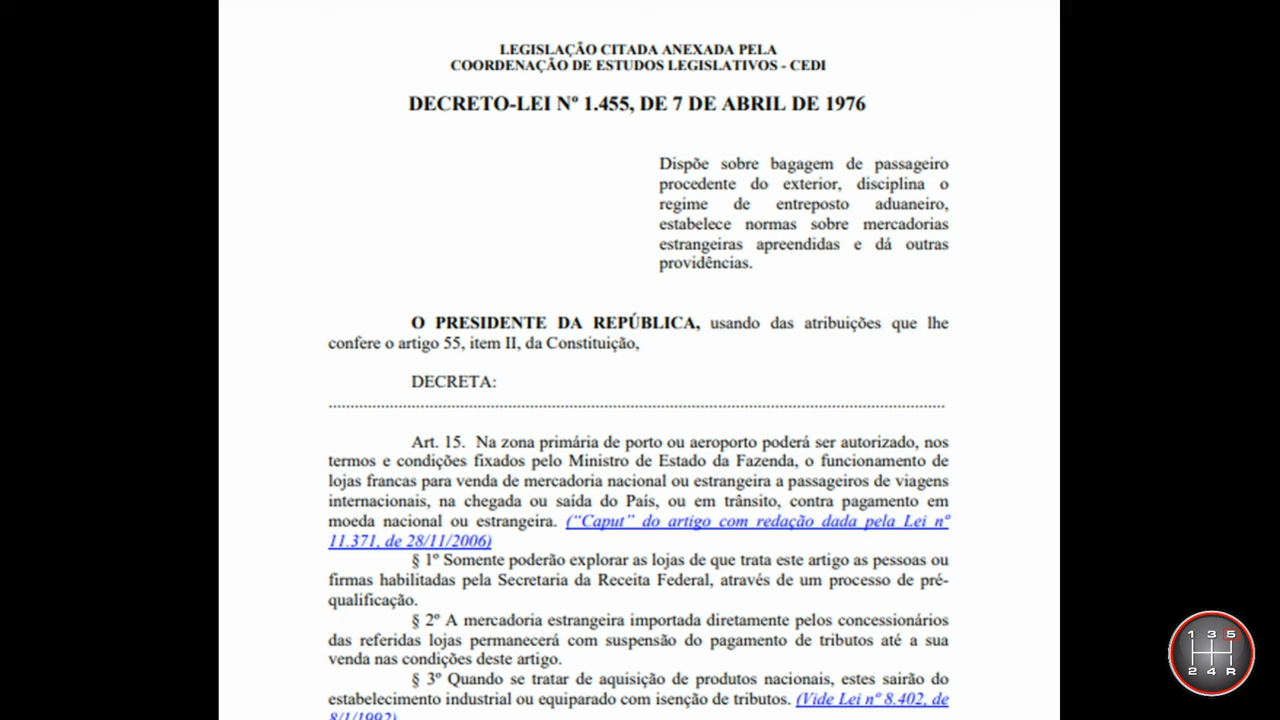 LEGISLAÇÃO CITADA ANEXADA PELA
COORDENAÇÃO DE ESTUDOS LEGISLATIVOS - CEDI
DECRETO-LEI Nº 1.455, DE 7 DE ABRIL DE 1976
Dispõe sobre bagagem de passageiro
procedente do exterior, disciplina o
regime de entreposto aduaneiro,
estabelece normas sobre mercadorias
estrangeiras apreendidas e dá outras
providências.
O PRESIDENTE DA REPÚBLICA, usando das atribuições que lhe
confere o artigo 55, item II, da Constituição,
DECRETA:
Art. 15. Na zona primária de porto ou aeroporto poderá ser autorizado, nos
termos e condições fixados pelo Ministro de Estado da Fazenda, o funcionamento de
lojas francas para venda de mercadoria nacional ou estrangeira a passageiros de viagens
internacionais, na chegada ou saída do País, ou em trânsito, contra pagamento em
moeda nacional ou estrangeira. (“Caput” do artigo com redação dada pela Lei nº
11.371, de 28/11/2006)
§ 1º Somente poderão explorar as lojas de que trata este artigo as pessoas ou
firmas habilitadas pela Secretaria da Receita Federal, através de um processo de pré-
qualificação.
§ 2º A mercadoria estrangeira importada diretamente pelos concessionários
das referidas lojas permanecerá com suspensão do pagamento de tributos até a sua
venda nas condições deste artigo.
§ 3º Quando se tratar de aquisição de produtos nacionais, estes sairão do
estabelecimento industrial ou equiparado com isenção de tributos. (Vide Lei nº 8.402, de
8/1/1992)
1 3 5
2 4 R